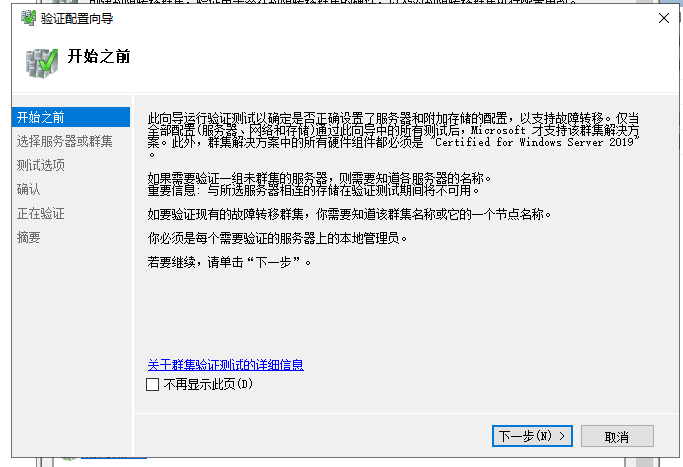 验证配置向导
开始之前
开始之前
选择服务器或群集
测试选项
确认
正在验证
摘要
此向导运行验证测试以确定是否正确设置了服务器和附加存储的配置，以支持故障转移。仅当
全部配置(服务器、网络和存储)通过此向导中的所有测试后，Microsoft 才支持该群集解决方
案。此外，群集解决方案中的所有硬件组件都必须是 “Certified for Windows Server 2019”
。
如果需要验证一组未群集的服务器，则需要知道各服务器的名称。
重要信息: 与所选服务器相连的存储在验证测试期间将不可用。
如要验证现有的故障转移群集，你需要知道该群集名称或它的一个节点名称。
你必须是每个需要验证的服务器上的本地管理员。
若要继续，请单击“下一步”。
关于群集验证测试的详细信息
不再显示此页(D)
下一步(N) >
取消